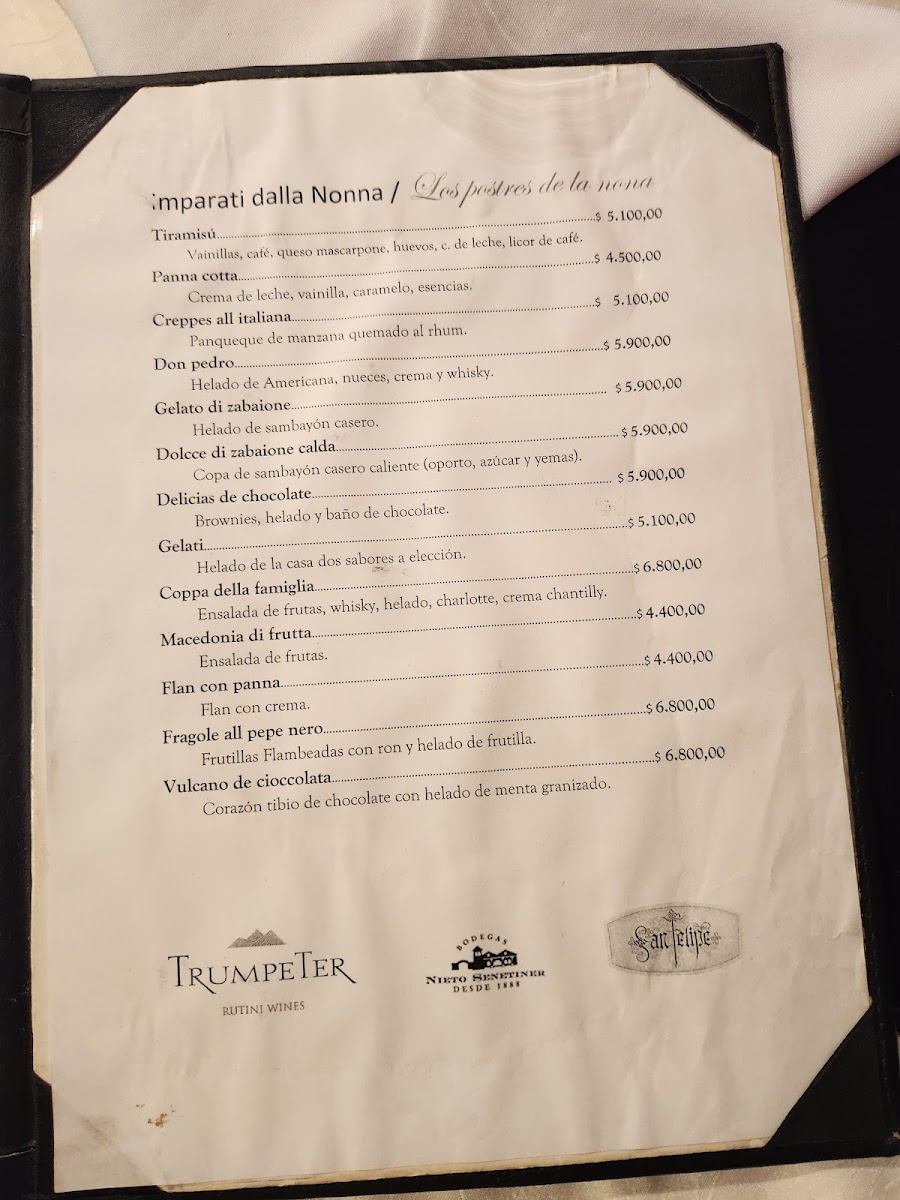 imparati dalla Nonna / Los postres de la nona
Tiramisú........$ 5.100,00
Vainillas, café, queso mascarpone, huevos, c. de leche, licor de café.
Panna cotta........$ 4.500,00
Crema de leche, vainilla, caramelo, esencias.
Creppes all italiana........$ 5.100,00
Panqueque de manzana quemado al rhum.
Don pedro........$ 5.900,00
Helado de Americana, nueces, crema y whisky.
Gelato di zabaione........$ 5.900,00
Helado de sambayón casero.
Dolcce di zabaione calda........$ 5.900,00
Copa de sambayón casero caliente (oporto, azúcar y yemas).
Delicias de chocolate........$ 5.900,00
Brownies, helado y baño de chocolate.
Gelati........$ 5.100,00
Helado de la casa dos sabores a elección.
Coppa della famiglia........$ 6.800,00
Ensalada de frutas, whisky, helado, charlotte, crema chantilly.
Macedonia di frutta........$ 4.400,00
Ensalada de frutas.
Flan con panna........$ 4.400,00
Flan con crema.
Fragole all pepe nero........$ 6.800,00
Frutillas Flambeadas con ron y helado de frutilla.
Vulcano de cioccolata........$ 6.800,00
Corazón tibio de chocolate con helado de menta granizado.
TRUMPETER
RUTINI WINES
BODEGAS
NIETO SENETINER
DESDE 1888
San Felipe